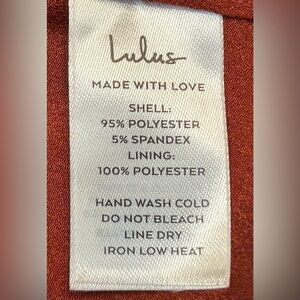 Lulus
MADE WITH LOVE
SHELL:
95% POLYESTER
5% SPANDEX
LINING:
100% POLYESTER
HAND WASH COLD
DO NOT BLEACH
LINE DRY
IRON LOW HEAT